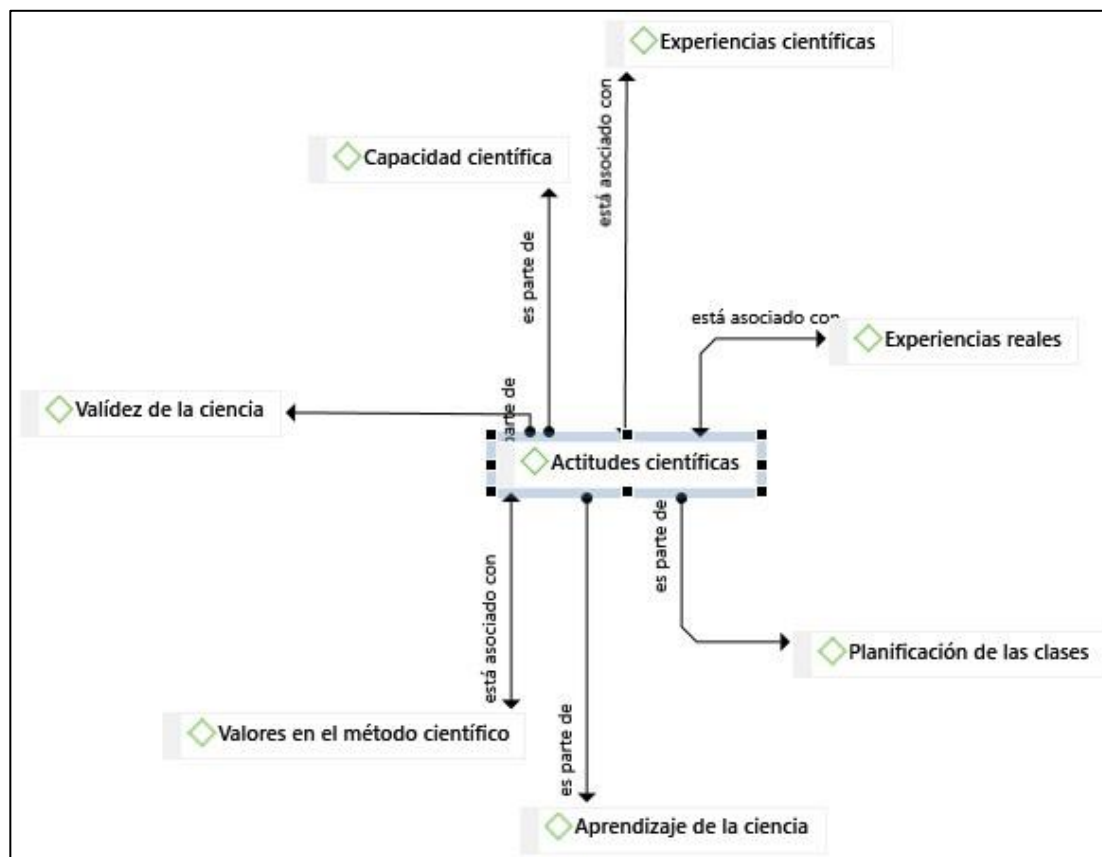 Experiencias científicas
está asociado con
Capacidad científica
es parte de
está asociado con
Experiencias reales
Valídez de la ciencia
parte de
Actitudes científicas
es parte de
está asociado con
Planificación de las clases
es parte de
Valores en el método científico
Aprendizaje de la ciencia